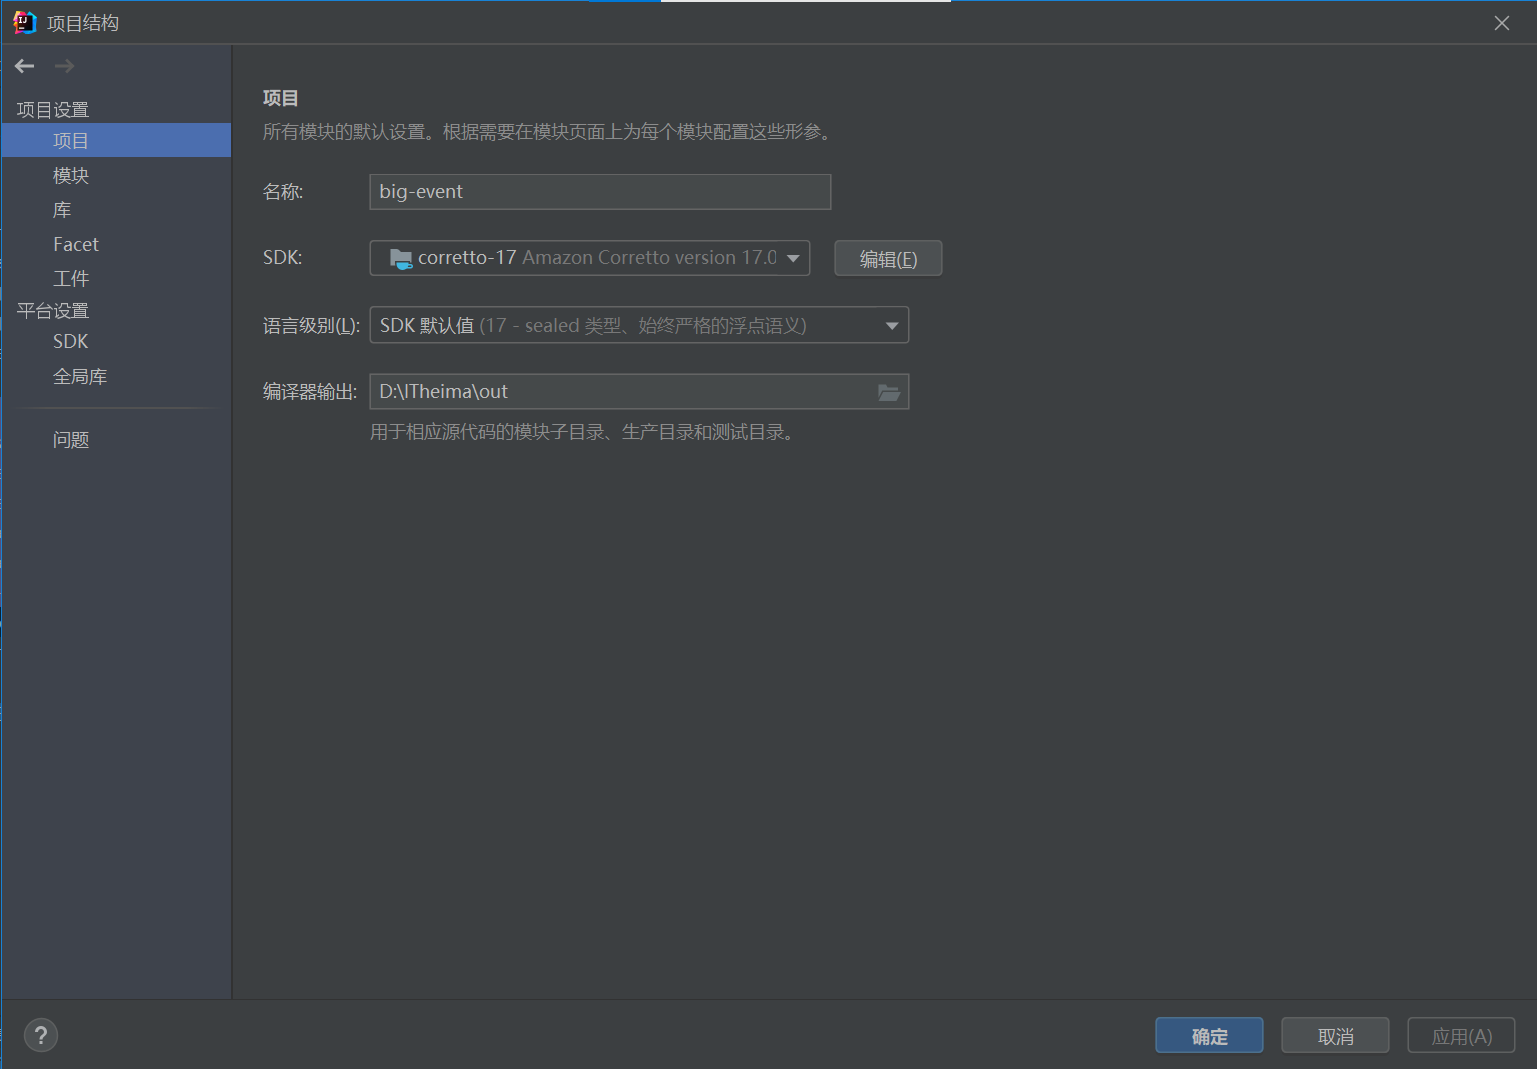 项目结构
项目设置
项目
模块
库
Facet
工件
平台设置
SDK
全局库
问题
项目
所有模块的默认设置。根据需要在模块页面上为每个模块配置这些形参。
名称: big-event
SDK: corretto-17 Amazon Corretto version 17.0 编辑(E)
语言级别(L): SDK 默认值 (17 - sealed 类型、始终严格的浮点语义)
编译器输出: D:\ITheima\out
用于相应源代码的模块子目录、生产目录和测试目录。
? 确定 取消 应用(A)